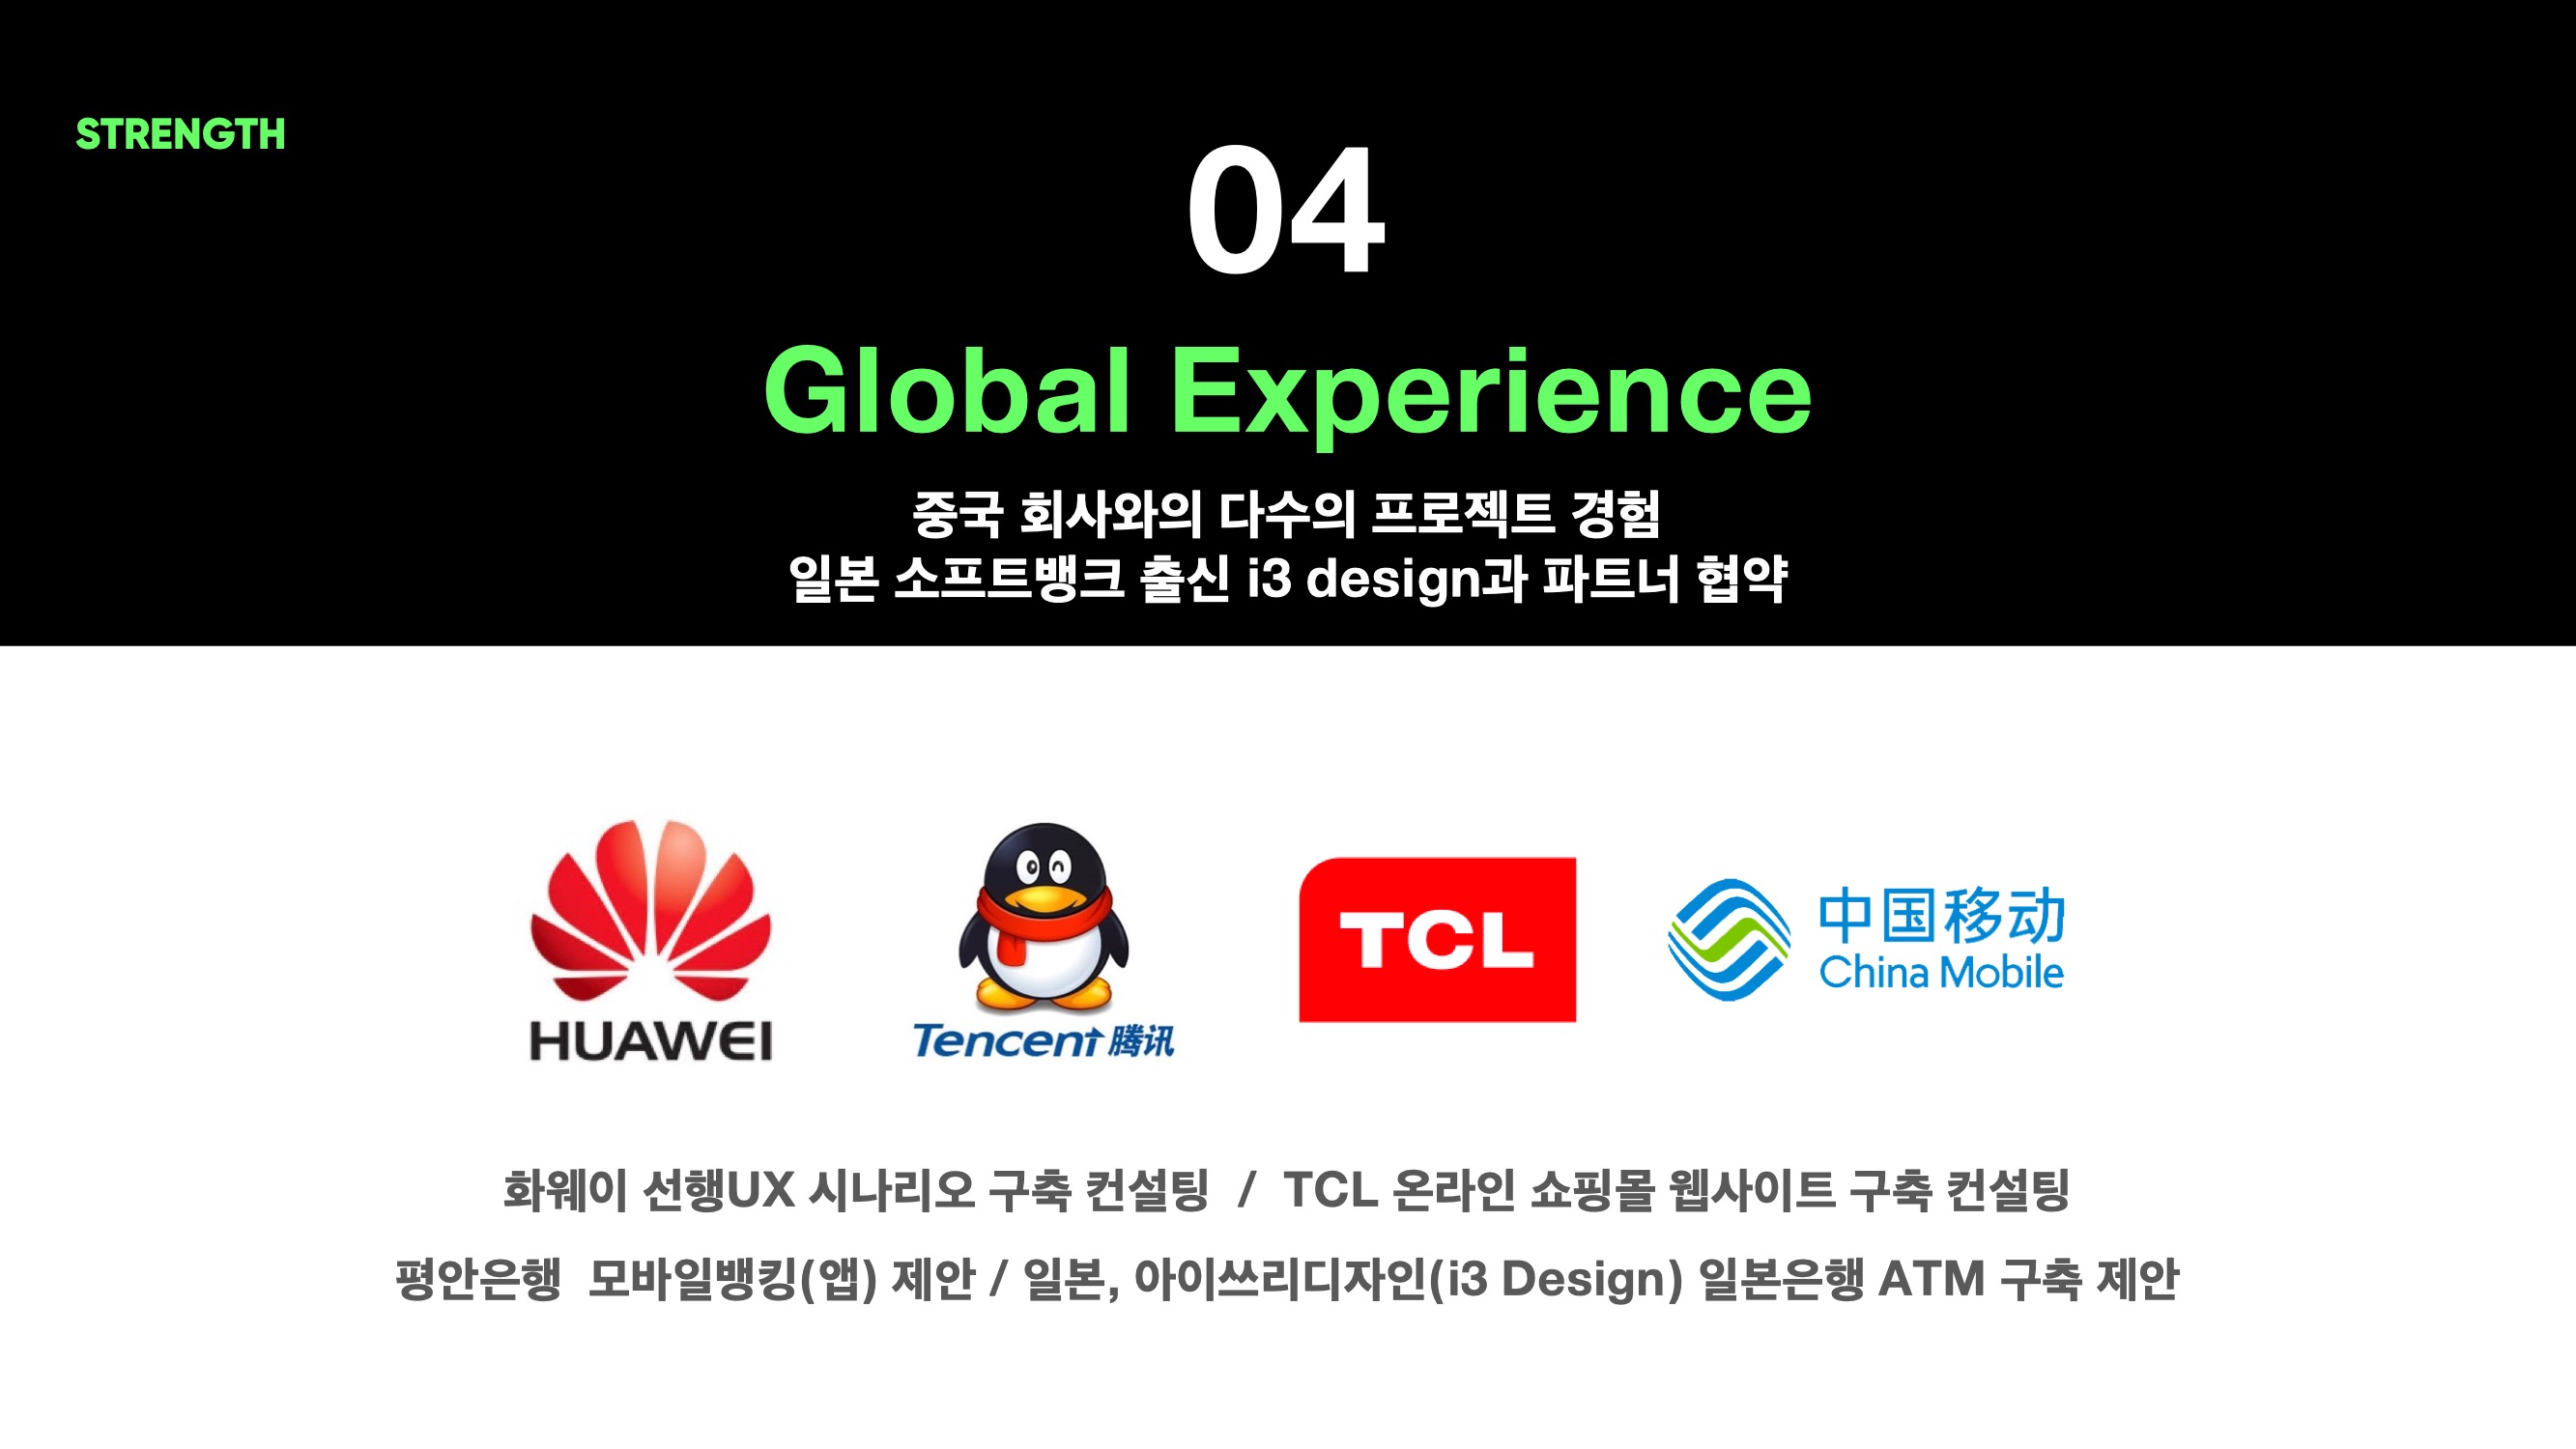 STRENGTH
04
Global Experience
중국 회사와의 다수의 프로젝트 경험
일본 소프트뱅크 출신 i3 design과 파트너 협약
HUAWEI
Tencent 腾讯
TCL
中国移动
China Mobile
화웨이 선행UX 시나리오 구축 컨설팅 / TCL 온라인 쇼핑몰 웹사이트 구축 컨설팅
평안은행 모바일뱅킹(앱) 제안 / 일본, 아이쓰리디자인(i3 Design) 일본은행 ATM 구축 제안